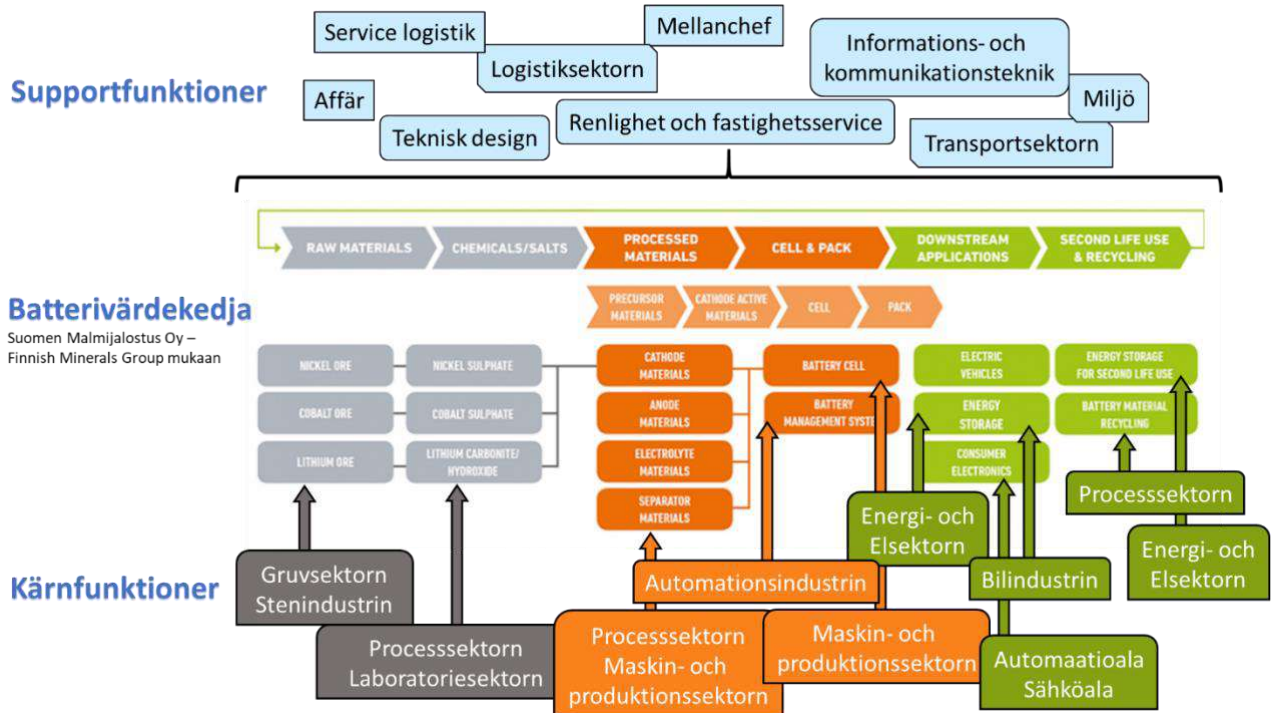 Service logistik
Mellanchef
Informations- och
kommunikationsteknik
Logistiksektorn
Supportfunktioner
Affär
Miljö
Teknisk design
Renlighet och fastighetsservice
Transportsektorn
RAW MATERIALS
CHEMICALS/SALTS
PROCESSED
MATERIALS
CELL & PACK
DOWNSTREAM
APPLICATIONS
SECOND LIFE USE
& RECYCLING
Batterivärdekedja
Suomen Malmijalostus Oy –
Finnish Minerals Group mukaan
PRECURSOR
MATERIALS
CATHODE ACTIVE
MATERIALS
CELL
PACK
NICKEL ORE
NICKEL SULPHATE
CATHODE
MATERIALS
BATTERY CELL
ELECTRIC
VEHICLES
ENERGY STORAGE
FOR SECOND LIFE USE
COBALT ORE
COBALT SULPHATE
ANODE
MATERIALS
BATTERY
MANAGEMENT SYSTE
ENERGY
STORAGE
BATTERY MATERIAL
RECYCLING
LITHIUM ORE
LITHIUM CARBONITE/
HYDROXIDE
ELECTROLYTE
MATERIALS
CONSUMER
ELECTRONICS
SEPARATOR
MATERIALS
Processsektorn
Energi- och
Elsektorn
Energi- och
Elsektorn
Kärnfunktioner
Gruvsektorn
Stenindustrin
Automationsindustrin
Bilindustrin
Processsektorn
Laboratoriesektorn
Processsektorn
Maskin- och
produktionssektorn
Maskin- och
produktionssektorn
Automaatioala
Sähköala